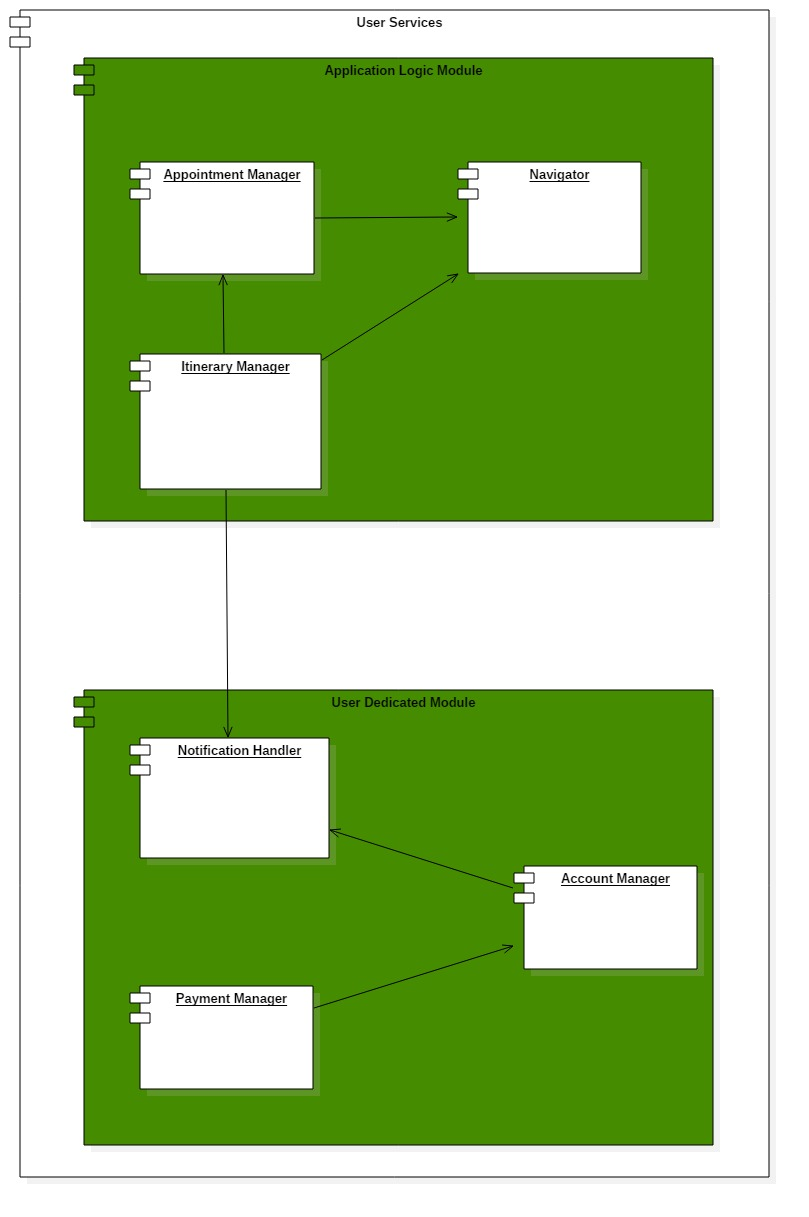 User Services
Application Logic Module
Appointment Manager
Navigator
Itinerary Manager
User Dedicated Module
Notification Handler
Account Manager
Payment Manager